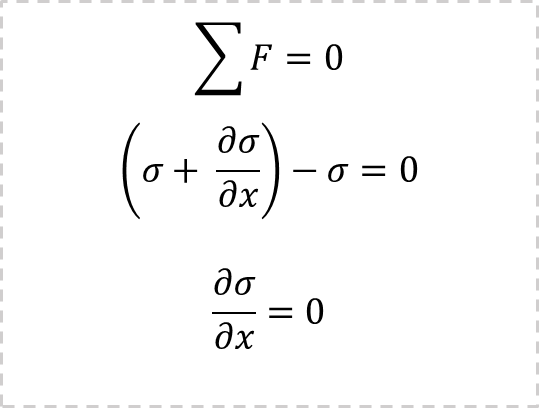 ∑ F = 0
(σ + ∂σ/∂x) − σ = 0
∂σ/∂x = 0